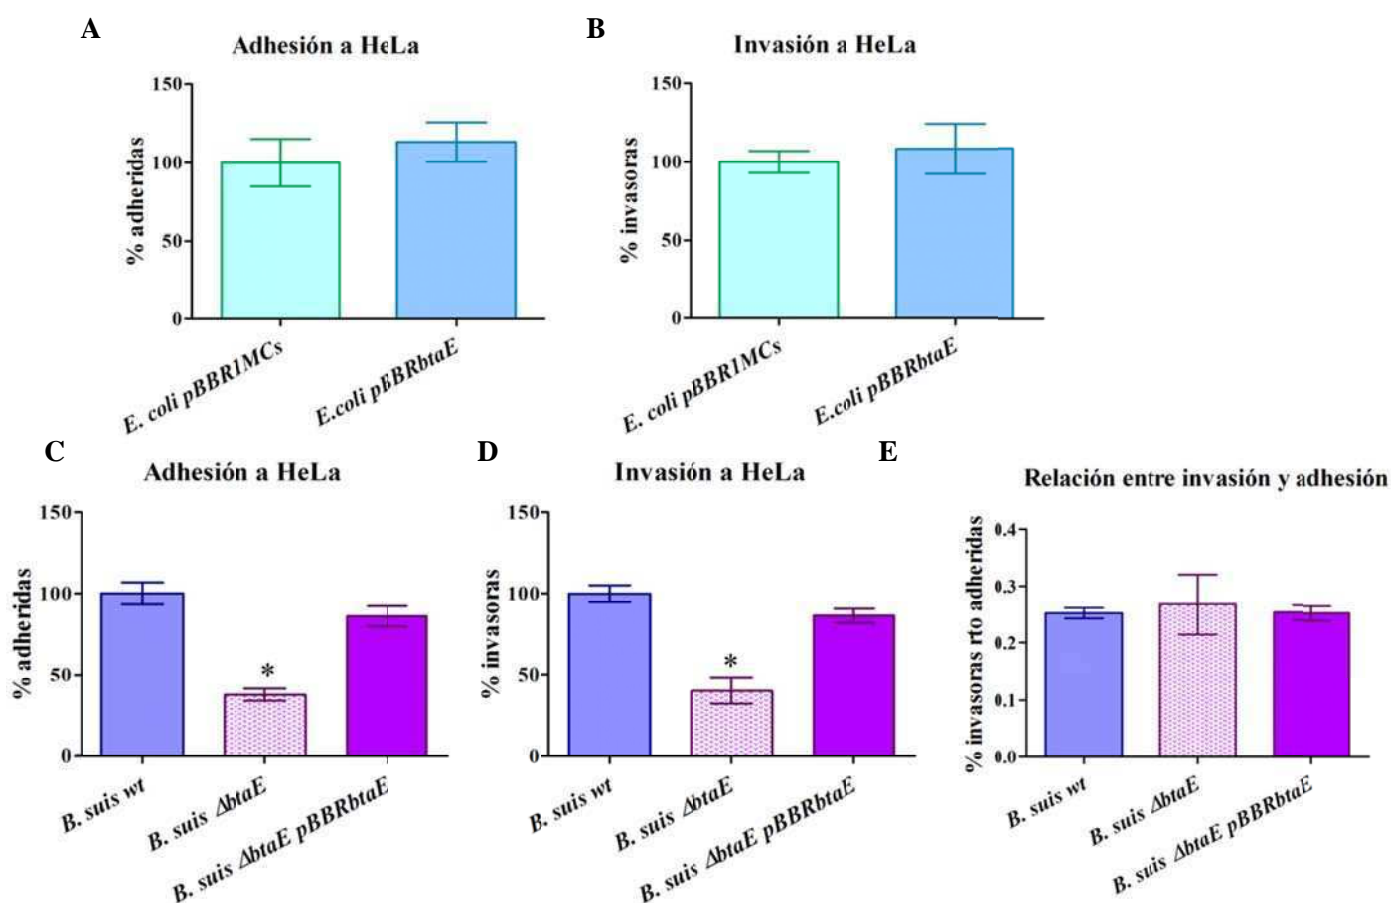 A
B
Adhesión a HeLa
Invasión a HeLa
% adheridas
150
100
50
0
E. coli pBBR1MCs
E.coli pBBRbtaE
% invasoras
150
100
50
0
E. coli pBBR1MCs
E.coli pBBRbtaE
C
D
E
Adhesión a HeLa
Invasión a HeLa
Relación entre invasión y adhesión
% adheridas
150
100
50
0
*
B. suis wt
B. suis ΔbtaE
B. suis ΔbtaE pBBRbtaE
% invasoras
150
100
50
0
*
B. suis wt
B. suis ΔbtaE
B. suis ΔbtaE pBBRbtaE
% invasoras rto adheridas
0.4
0.3
0.2
0.1
0.0
B. suis wt
B. suis ΔbtaE
B. suis ΔbtaE pBBRbtaE